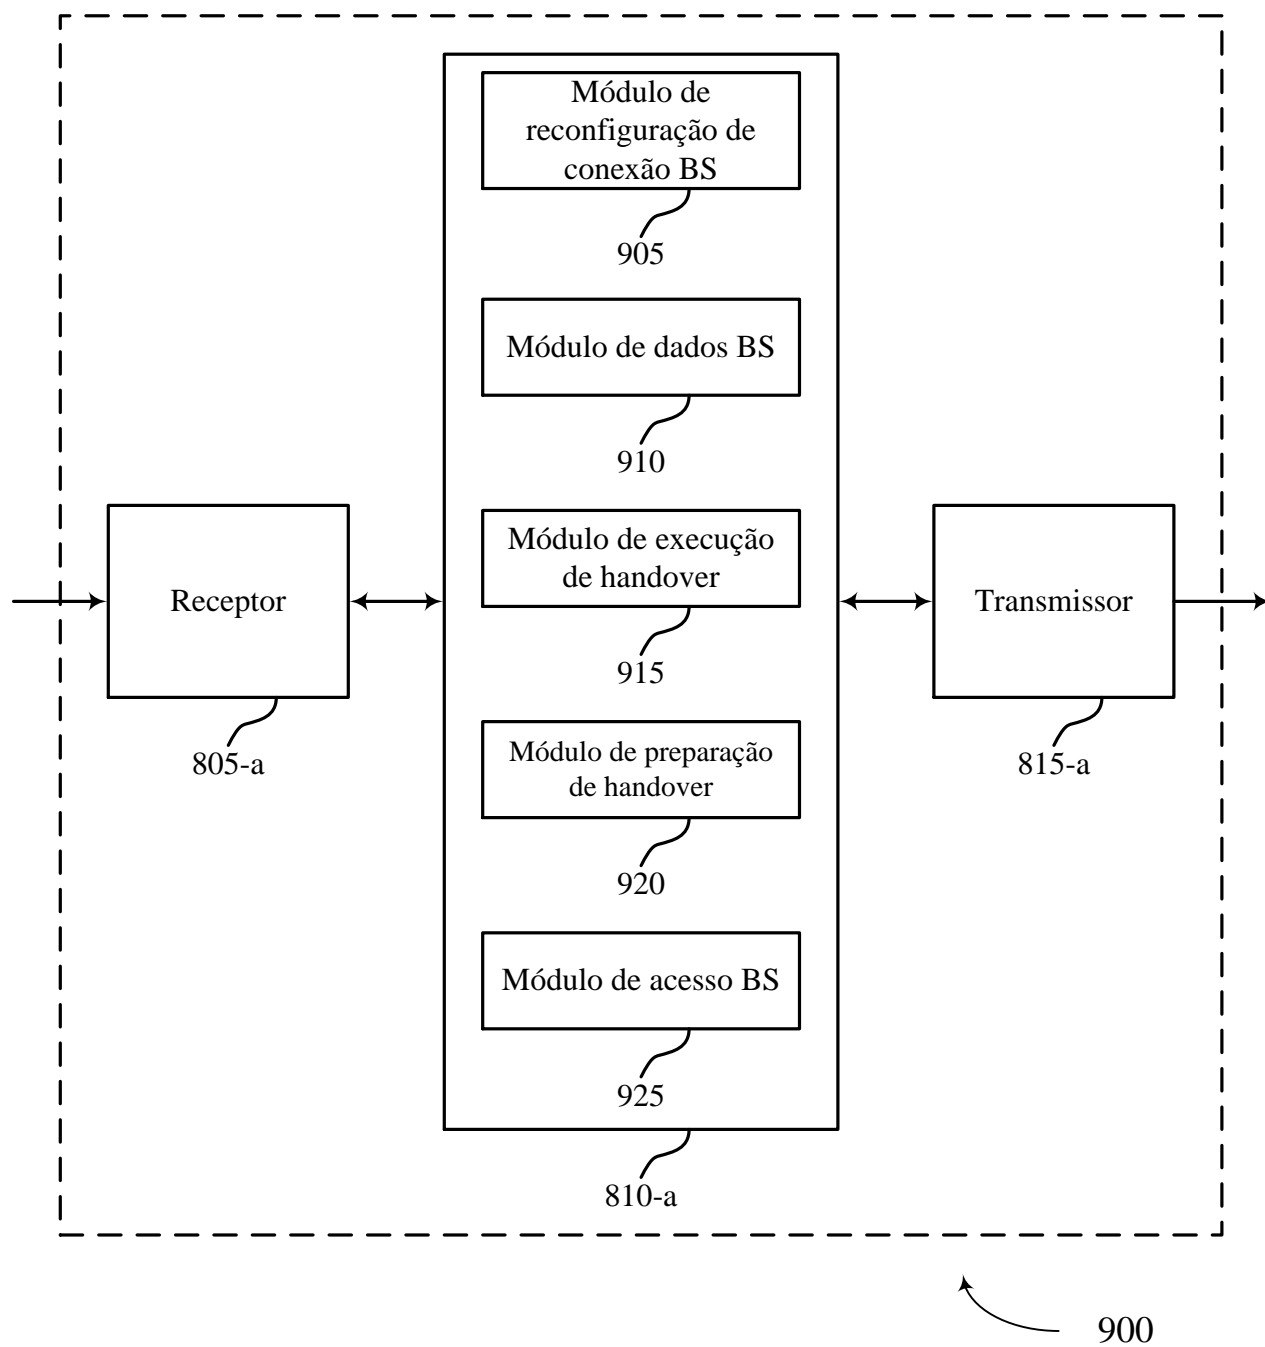 Módulo de
reconfiguração de
conexão BS
905
Módulo de dados BS
910
Módulo de execução
de handover
915
Receptor
Transmissor
805-a
815-a
Módulo de preparação
de handover
920
Módulo de acesso BS
925
810-a
900